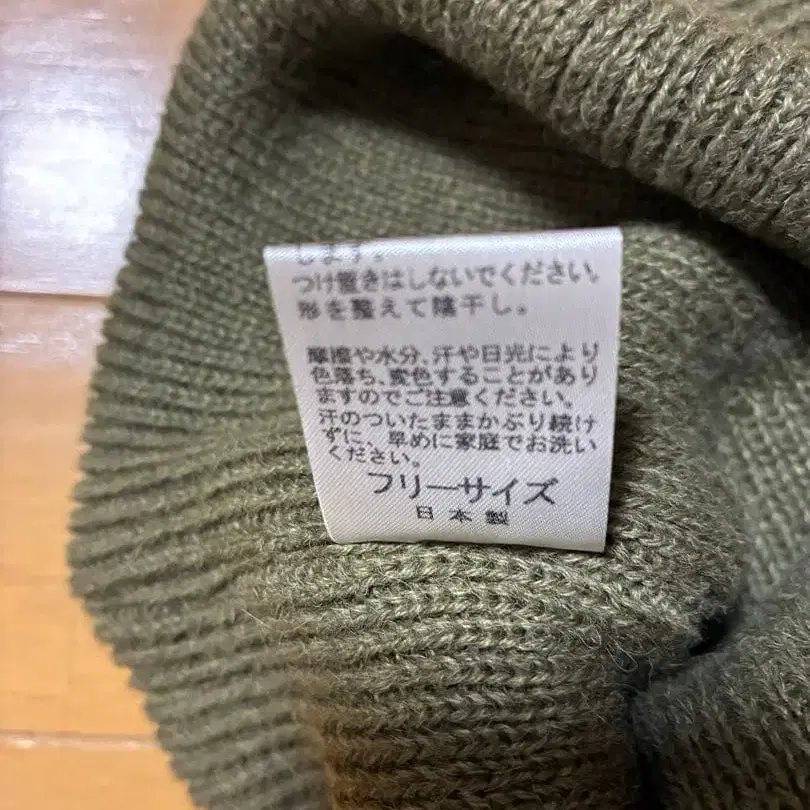 します。
つけ置きはしないでください。
形を整えて陰干し。
摩擦や水分、汗や日光により
色落ち、変色することがあり
ますのでご注意ください。
汗のついたままかぶり続け
ずに、早めに家庭でお洗い
ください。
フリーサイズ
日本製